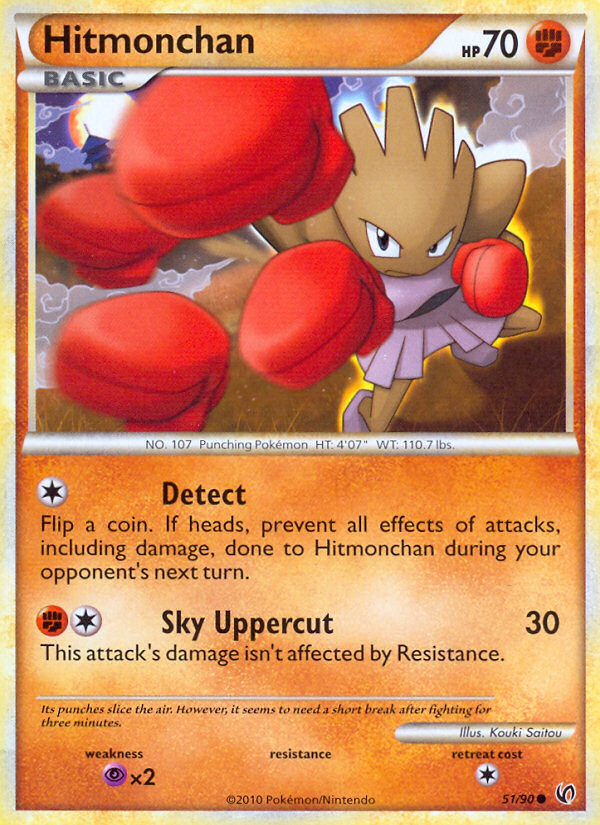 Hitmonchan
HP 70
BASIC
NO. 107 Punching Pokémon HT: 4'07" WT: 110.7 lbs.
Detect
Flip a coin. If heads, prevent all effects of attacks,
including damage, done to Hitmonchan during your
opponent's next turn.
Sky Uppercut 30
This attack's damage isn't affected by Resistance.
Its punches slice the air. However, it seems to need a short break after fighting for
three minutes.
Illus. Kouki Saitou
weakness resistance retreat cost
×2
©2010 Pokémon/Nintendo 51/90